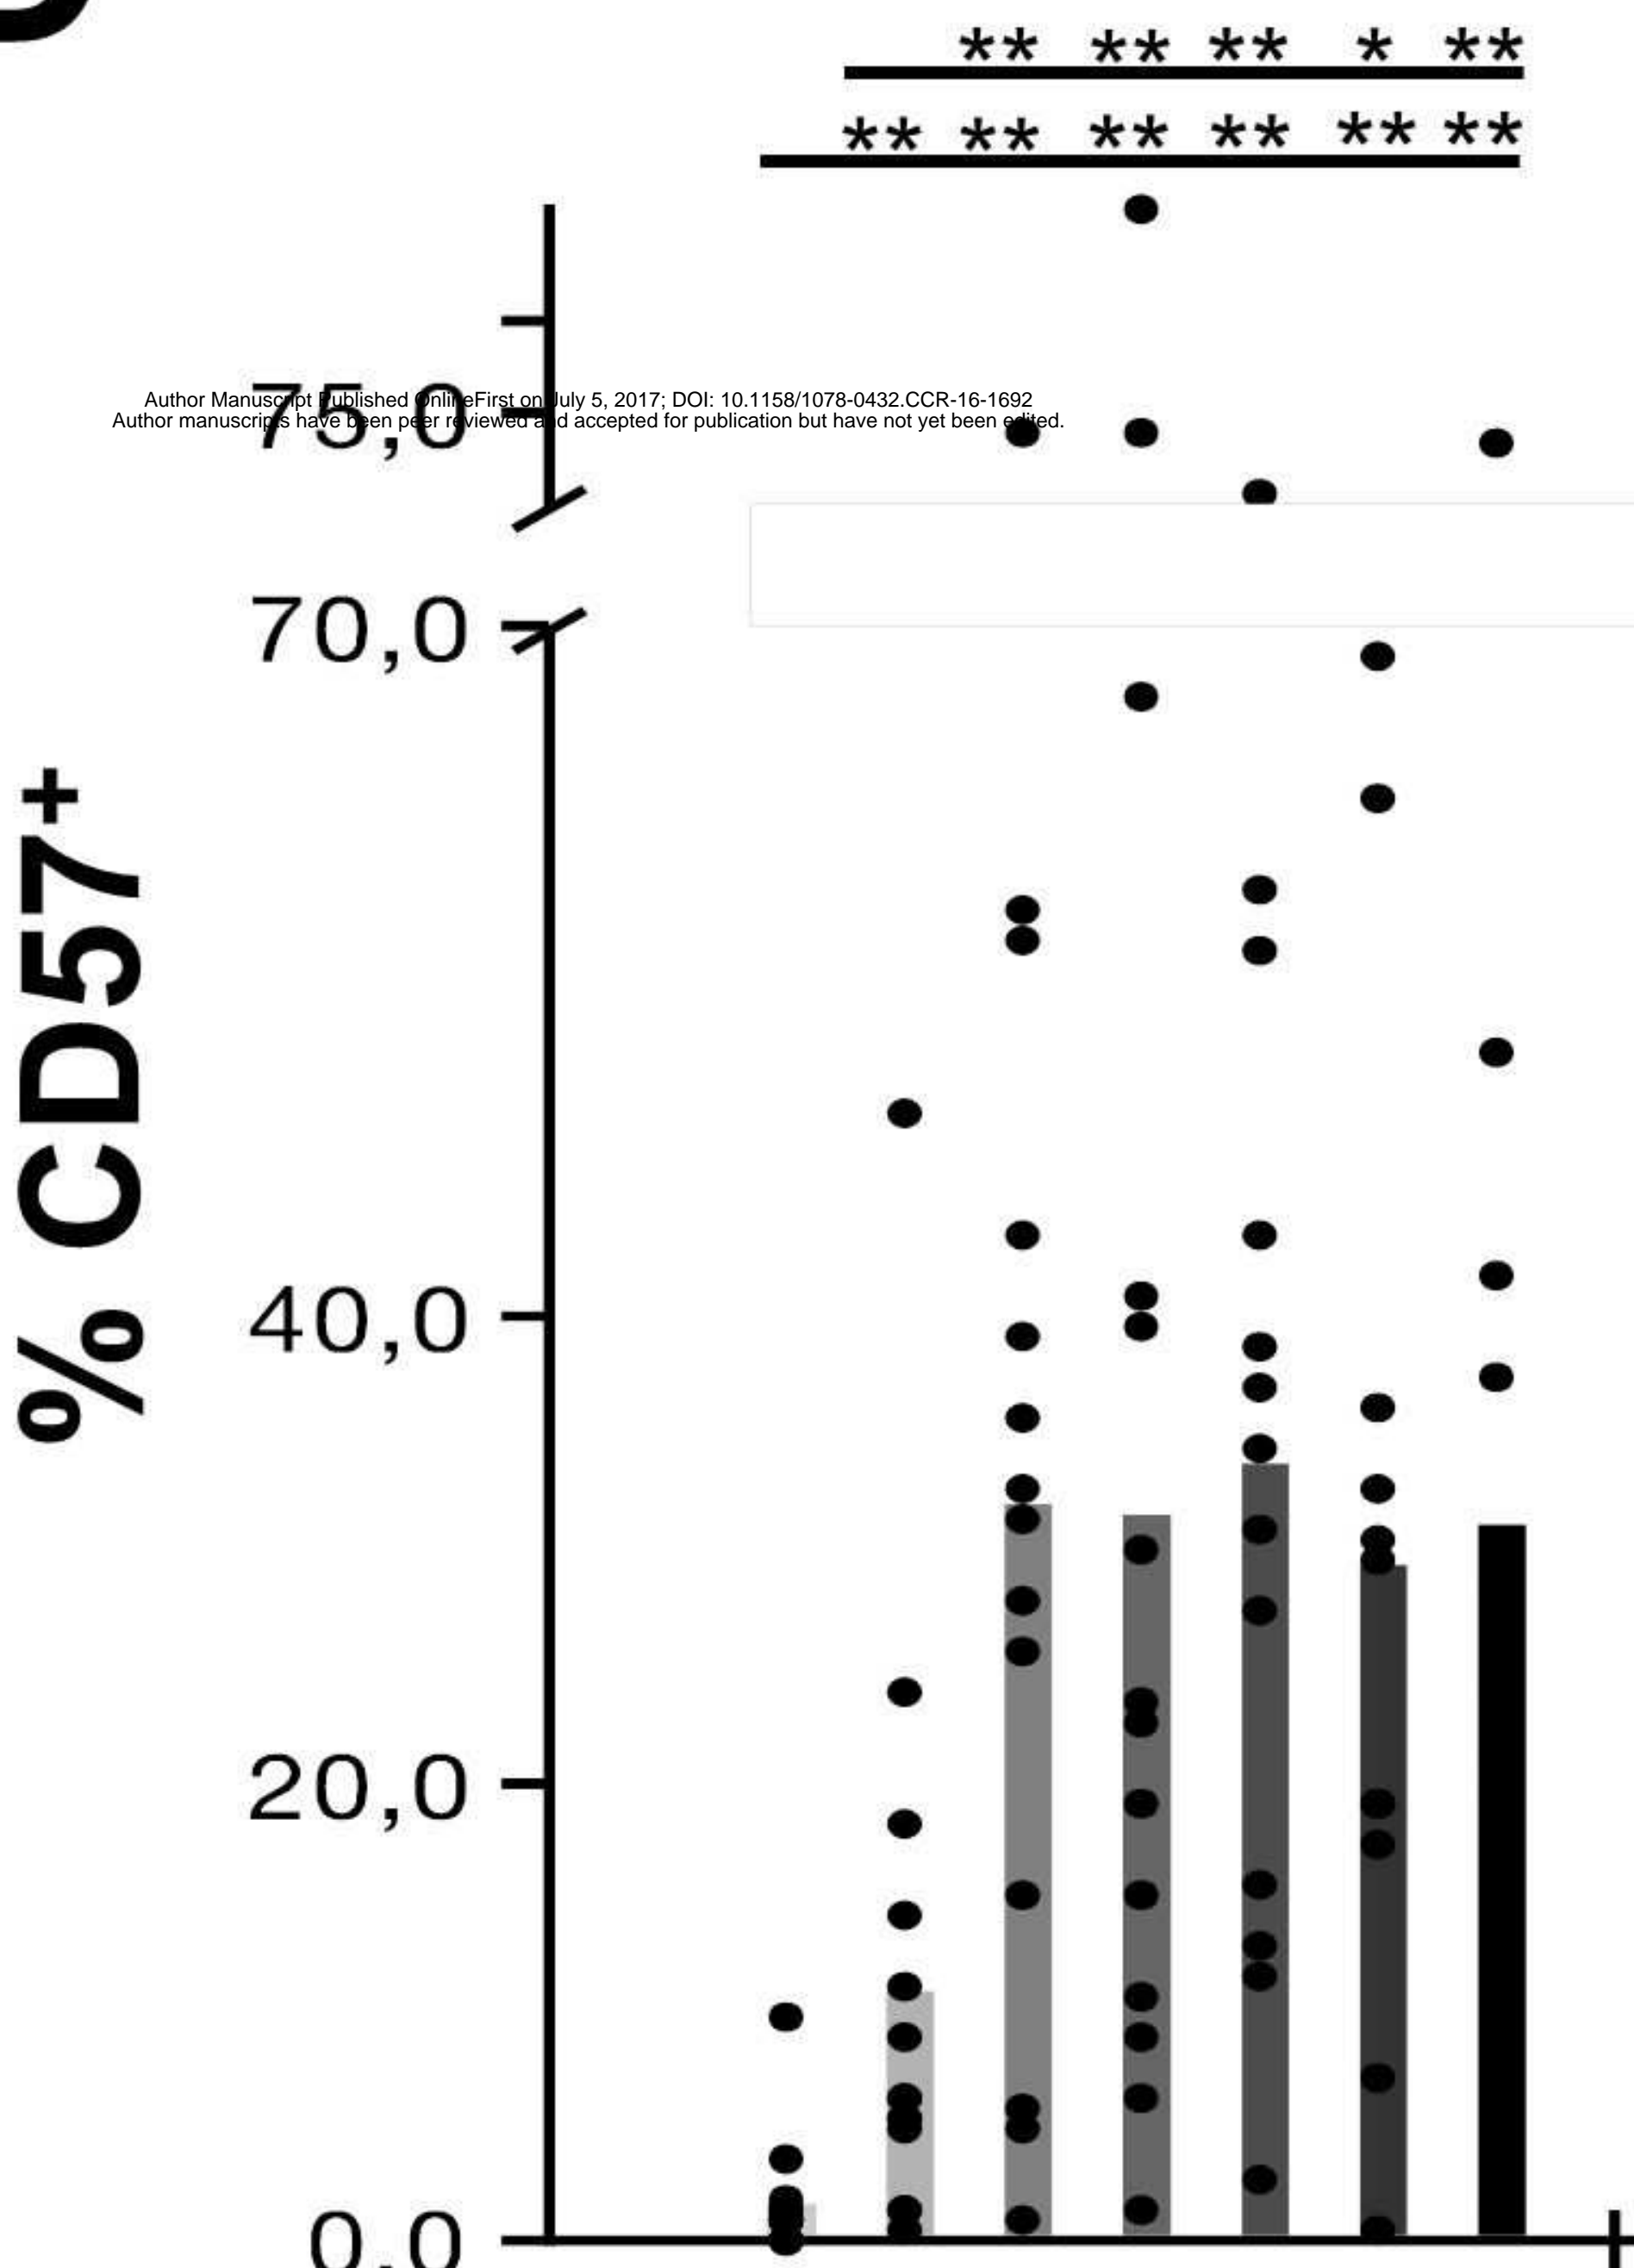 ** ** ** * **
** ** ** ** ** **
75,0
Author Manuscript Published OnlineFirst on July 5, 2017; DOI: 10.1158/1078-0432.CCR-16-1692
Author manuscripts have been peer reviewed and accepted for publication but have not yet been edited.
70,0
% CD57+
40,0
20,0
0,0